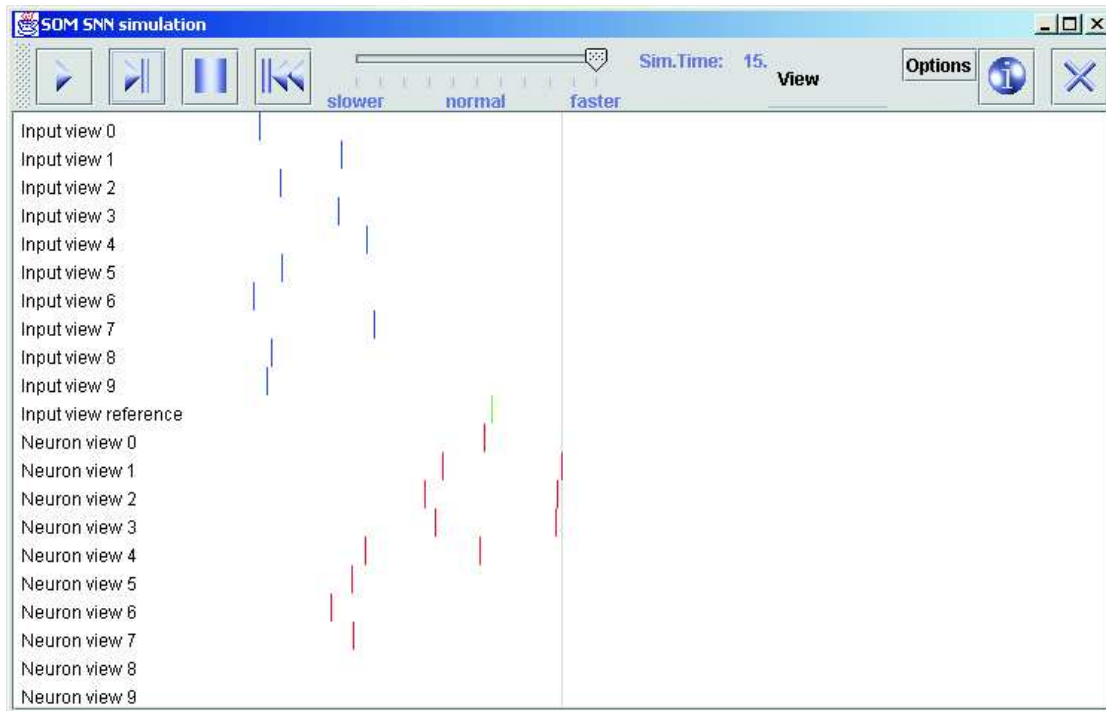 SOM SNN simulation
Sim.Time: 15.
View
Options
slower normal faster
Input view 0
Input view 1
Input view 2
Input view 3
Input view 4
Input view 5
Input view 6
Input view 7
Input view 8
Input view 9
Input view reference
Neuron view 0
Neuron view 1
Neuron view 2
Neuron view 3
Neuron view 4
Neuron view 5
Neuron view 6
Neuron view 7
Neuron view 8
Neuron view 9